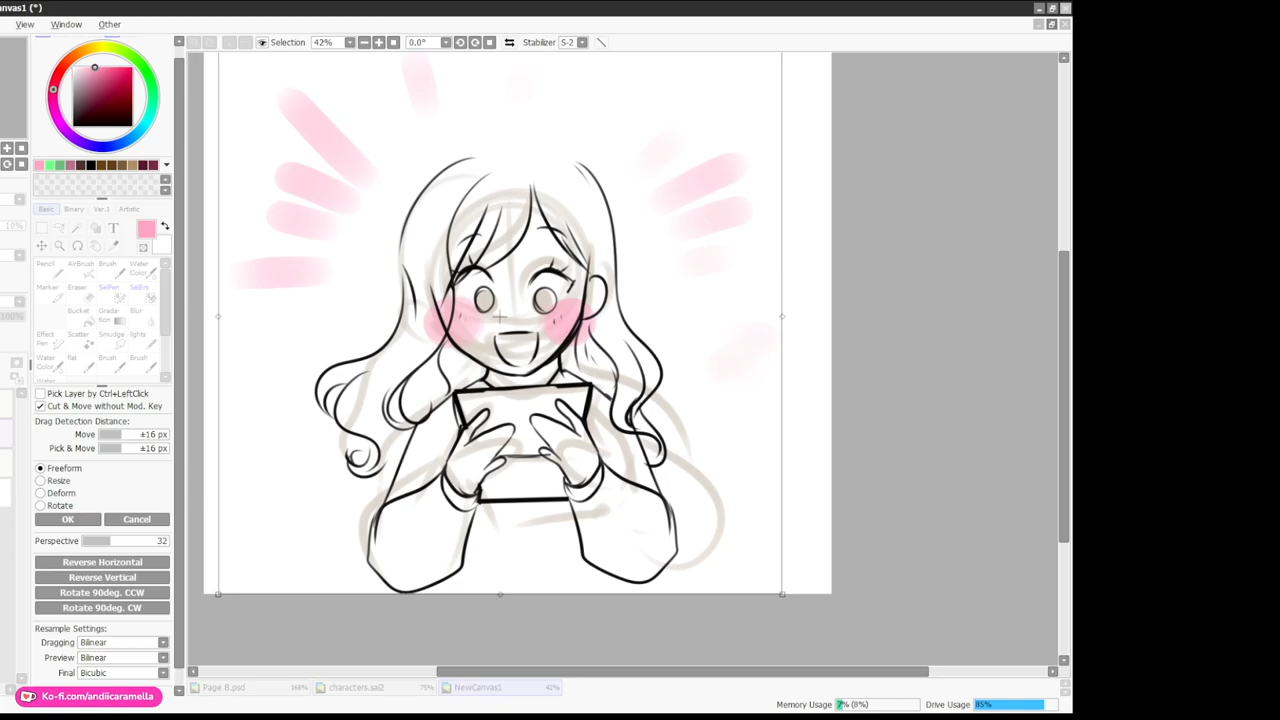 Canvas1 (*)
View Window Other
Selection 42% 0.0° Stabilizer S-2
Basic Binary Ver.1 Artistic
T
Pencil AirBrush Brush Water Color
Marker Eraser SelPen SelErs
Bucket Grada-tion
Effect Pen Scatter Smudge lights
Water Color flat Brush Brush
Water
10%
100%
Pick Layer by Ctrl+LeftClick
Cut & Move without Mod. Key
Drag Detection Distance:
Move ±16 px
Pick & Move ±16 px
Freeform
Resize
Deform
Rotate
OK Cancel
Perspective 32
Reverse Horizontal
Reverse Vertical
Rotate 90deg. CCW
Rotate 90deg. CW
Resample Settings:
Dragging Bilinear
Preview Bilinear
Final Bicubic
Page 8.psd 168% characters.sai2 75% NewCanvas1 42%
Ko-fi.com/andiicaramella
Memory Usage 7% (8%) Drive Usage 85%